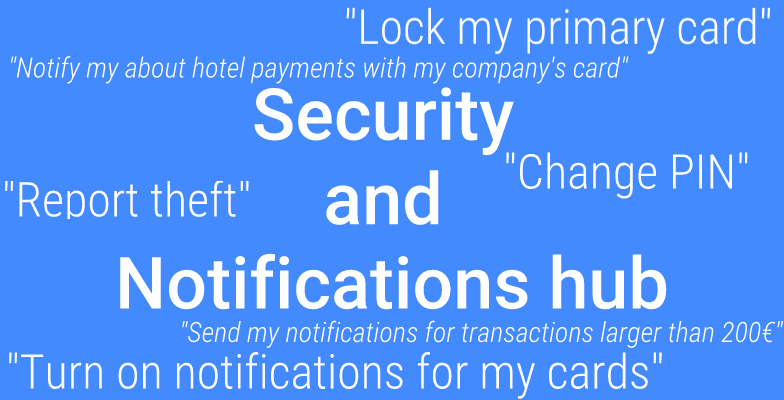 "Lock my primary card"
"Notify my about hotel payments with my company's card"
Security
"Change PIN"
"Report theft"
and
Notifications hub
"Send my notifications for transactions larger than 200€"
"Turn on notifications for my cards"